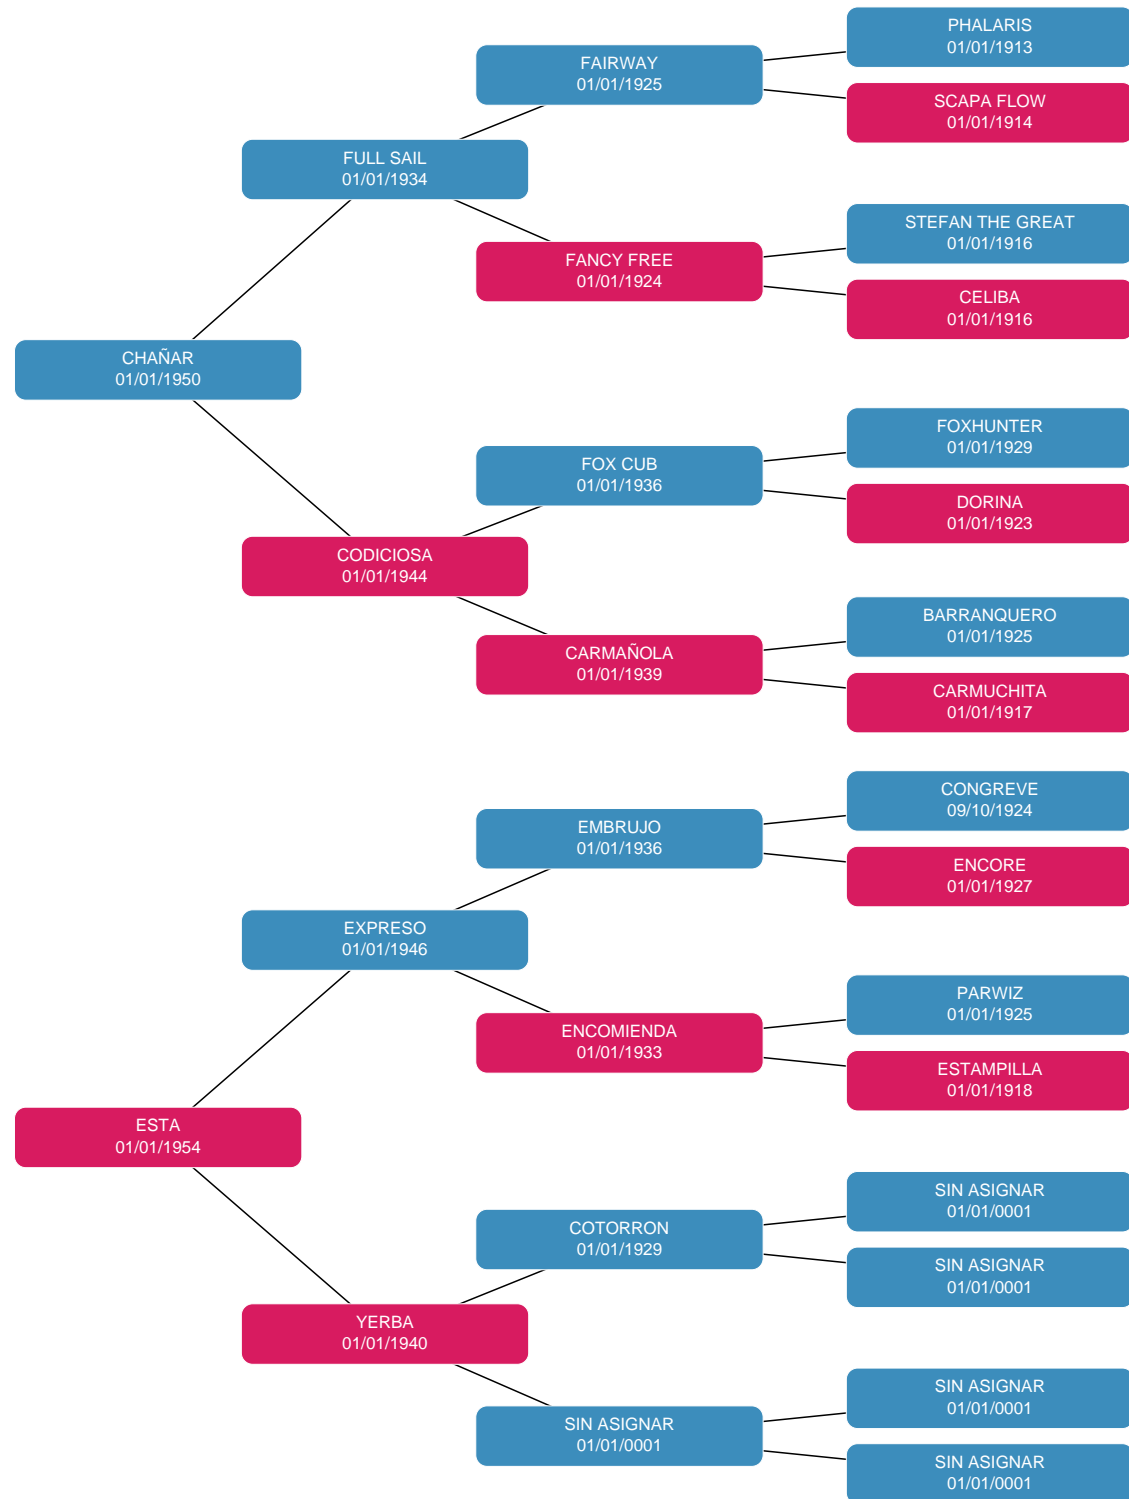 PHALARIS
01/01/1913
FAIRWAY
01/01/1925
SCAPA FLOW
01/01/1914
FULL SAIL
01/01/1934
STEFAN THE GREAT
01/01/1916
FANCY FREE
01/01/1924
CELIBA
01/01/1916
CHAÑAR
01/01/1950
FOXHUNTER
01/01/1929
FOX CUB
01/01/1936
DORINA
01/01/1923
CODICIOSA
01/01/1944
BARRANQUERO
01/01/1925
CARMAÑOLA
01/01/1939
CARMUCHITA
01/01/1917
CONGREVE
09/10/1924
EMBRUJO
01/01/1936
ENCORE
01/01/1927
EXPRESO
01/01/1946
PARWIZ
01/01/1925
ENCOMIENDA
01/01/1933
ESTAMPILLA
01/01/1918
ESTA
01/01/1954
SIN ASIGNAR
01/01/0001
COTORRON
01/01/1929
SIN ASIGNAR
01/01/0001
YERBA
01/01/1940
SIN ASIGNAR
01/01/0001
SIN ASIGNAR
01/01/0001
SIN ASIGNAR
01/01/0001